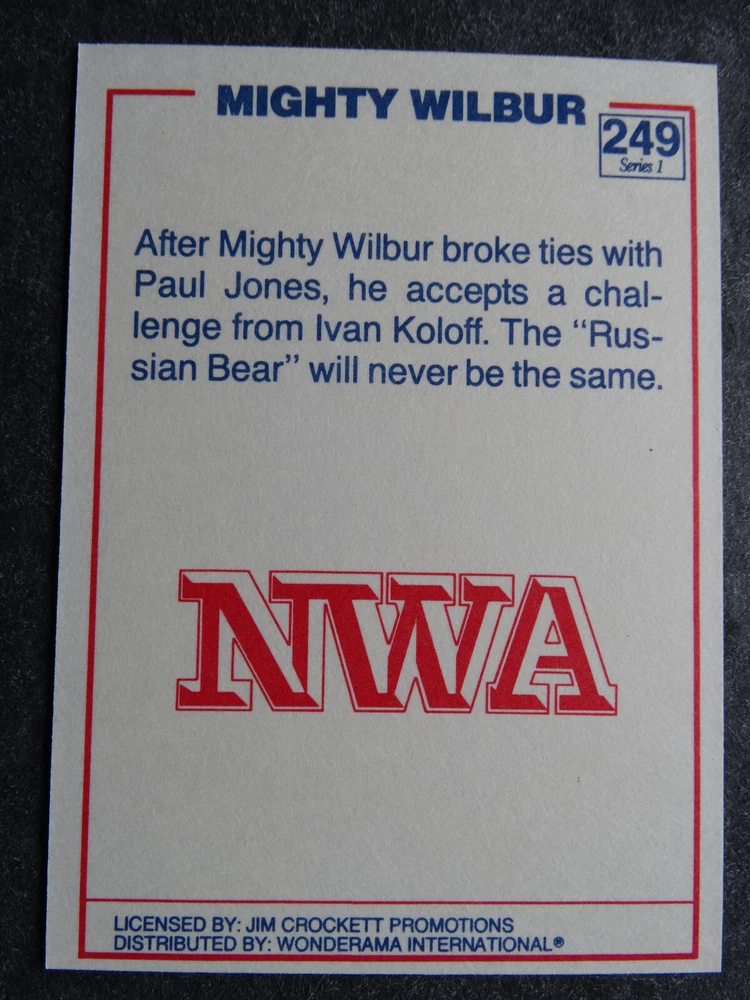 MIGHTY WILBUR
249
Series 1
After Mighty Wilbur broke ties with
Paul Jones, he accepts a chal-
lenge from Ivan Koloff. The “Rus-
sian Bear” will never be the same.
NWA
LICENSED BY: JIM CROCKETT PROMOTIONS
DISTRIBUTED BY: WONDERAMA INTERNATIONAL®